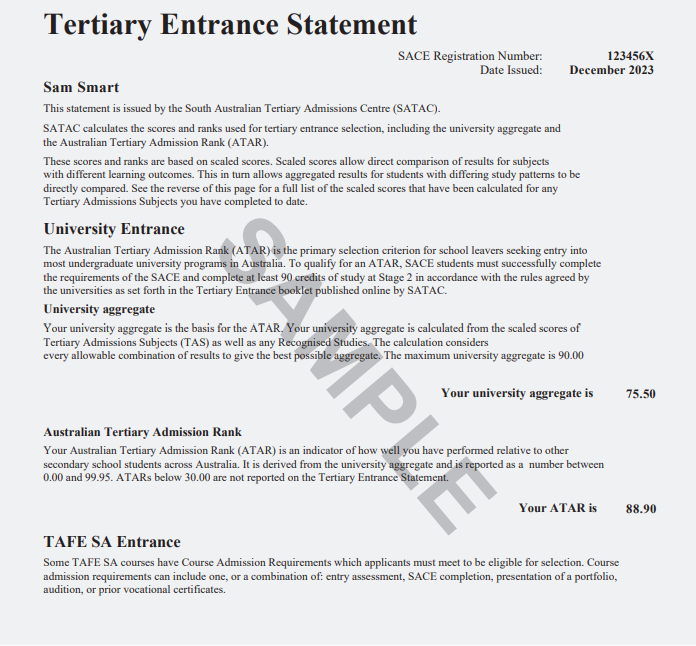 Tertiary Entrance Statement
SACE Registration Number: 123456X
Date Issued: December 2023
Sam Smart
This statement is issued by the South Australian Tertiary Admissions Centre (SATAC).
SATAC calculates the scores and ranks used for tertiary entrance selection, including the university aggregate and
the Australian Tertiary Admission Rank (ATAR).
These scores and ranks are based on scaled scores. Scaled scores allow direct comparison of results for subjects
with different learning outcomes. This in turn allows aggregated results for students with differing study patterns to be
directly compared. See the reverse of this page for a full list of the scaled scores that have been calculated for any
Tertiary Admissions Subjects you have completed to date.
University Entrance
The Australian Tertiary Admission Rank (ATAR) is the primary selection criterion for school leavers seeking entry into
most undergraduate university programs in Australia. To qualify for an ATAR, SACE students must successfully complete
the requirements of the SACE and complete at least 90 credits of study at Stage 2 in accordance with the rules agreed by
the universities as set forth in the Tertiary Entrance booklet published online by SATAC.
University aggregate
Your university aggregate is the basis for the ATAR. Your university aggregate is calculated from the scaled scores of
Tertiary Admissions Subjects (TAS) as well as any Recognised Studies. The calculation considers
every allowable combination of results to give the best possible aggregate. The maximum university aggregate is 90.00
Your university aggregate is 75.50
Australian Tertiary Admission Rank
Your Australian Tertiary Admission Rank (ATAR) is an indicator of how well you have performed relative to other
secondary school students across Australia. It is derived from the university aggregate and is reported as a number between
0.00 and 99.95. ATARs below 30.00 are not reported on the Tertiary Entrance Statement.
Your ATAR is 88.90
TAFE SA Entrance
Some TAFE SA courses have Course Admission Requirements which applicants must meet to be eligible for selection. Course
admission requirements can include one, or a combination of: entry assessment, SACE completion, presentation of a portfolio,
audition, or prior vocational certificates.
SAMPLE